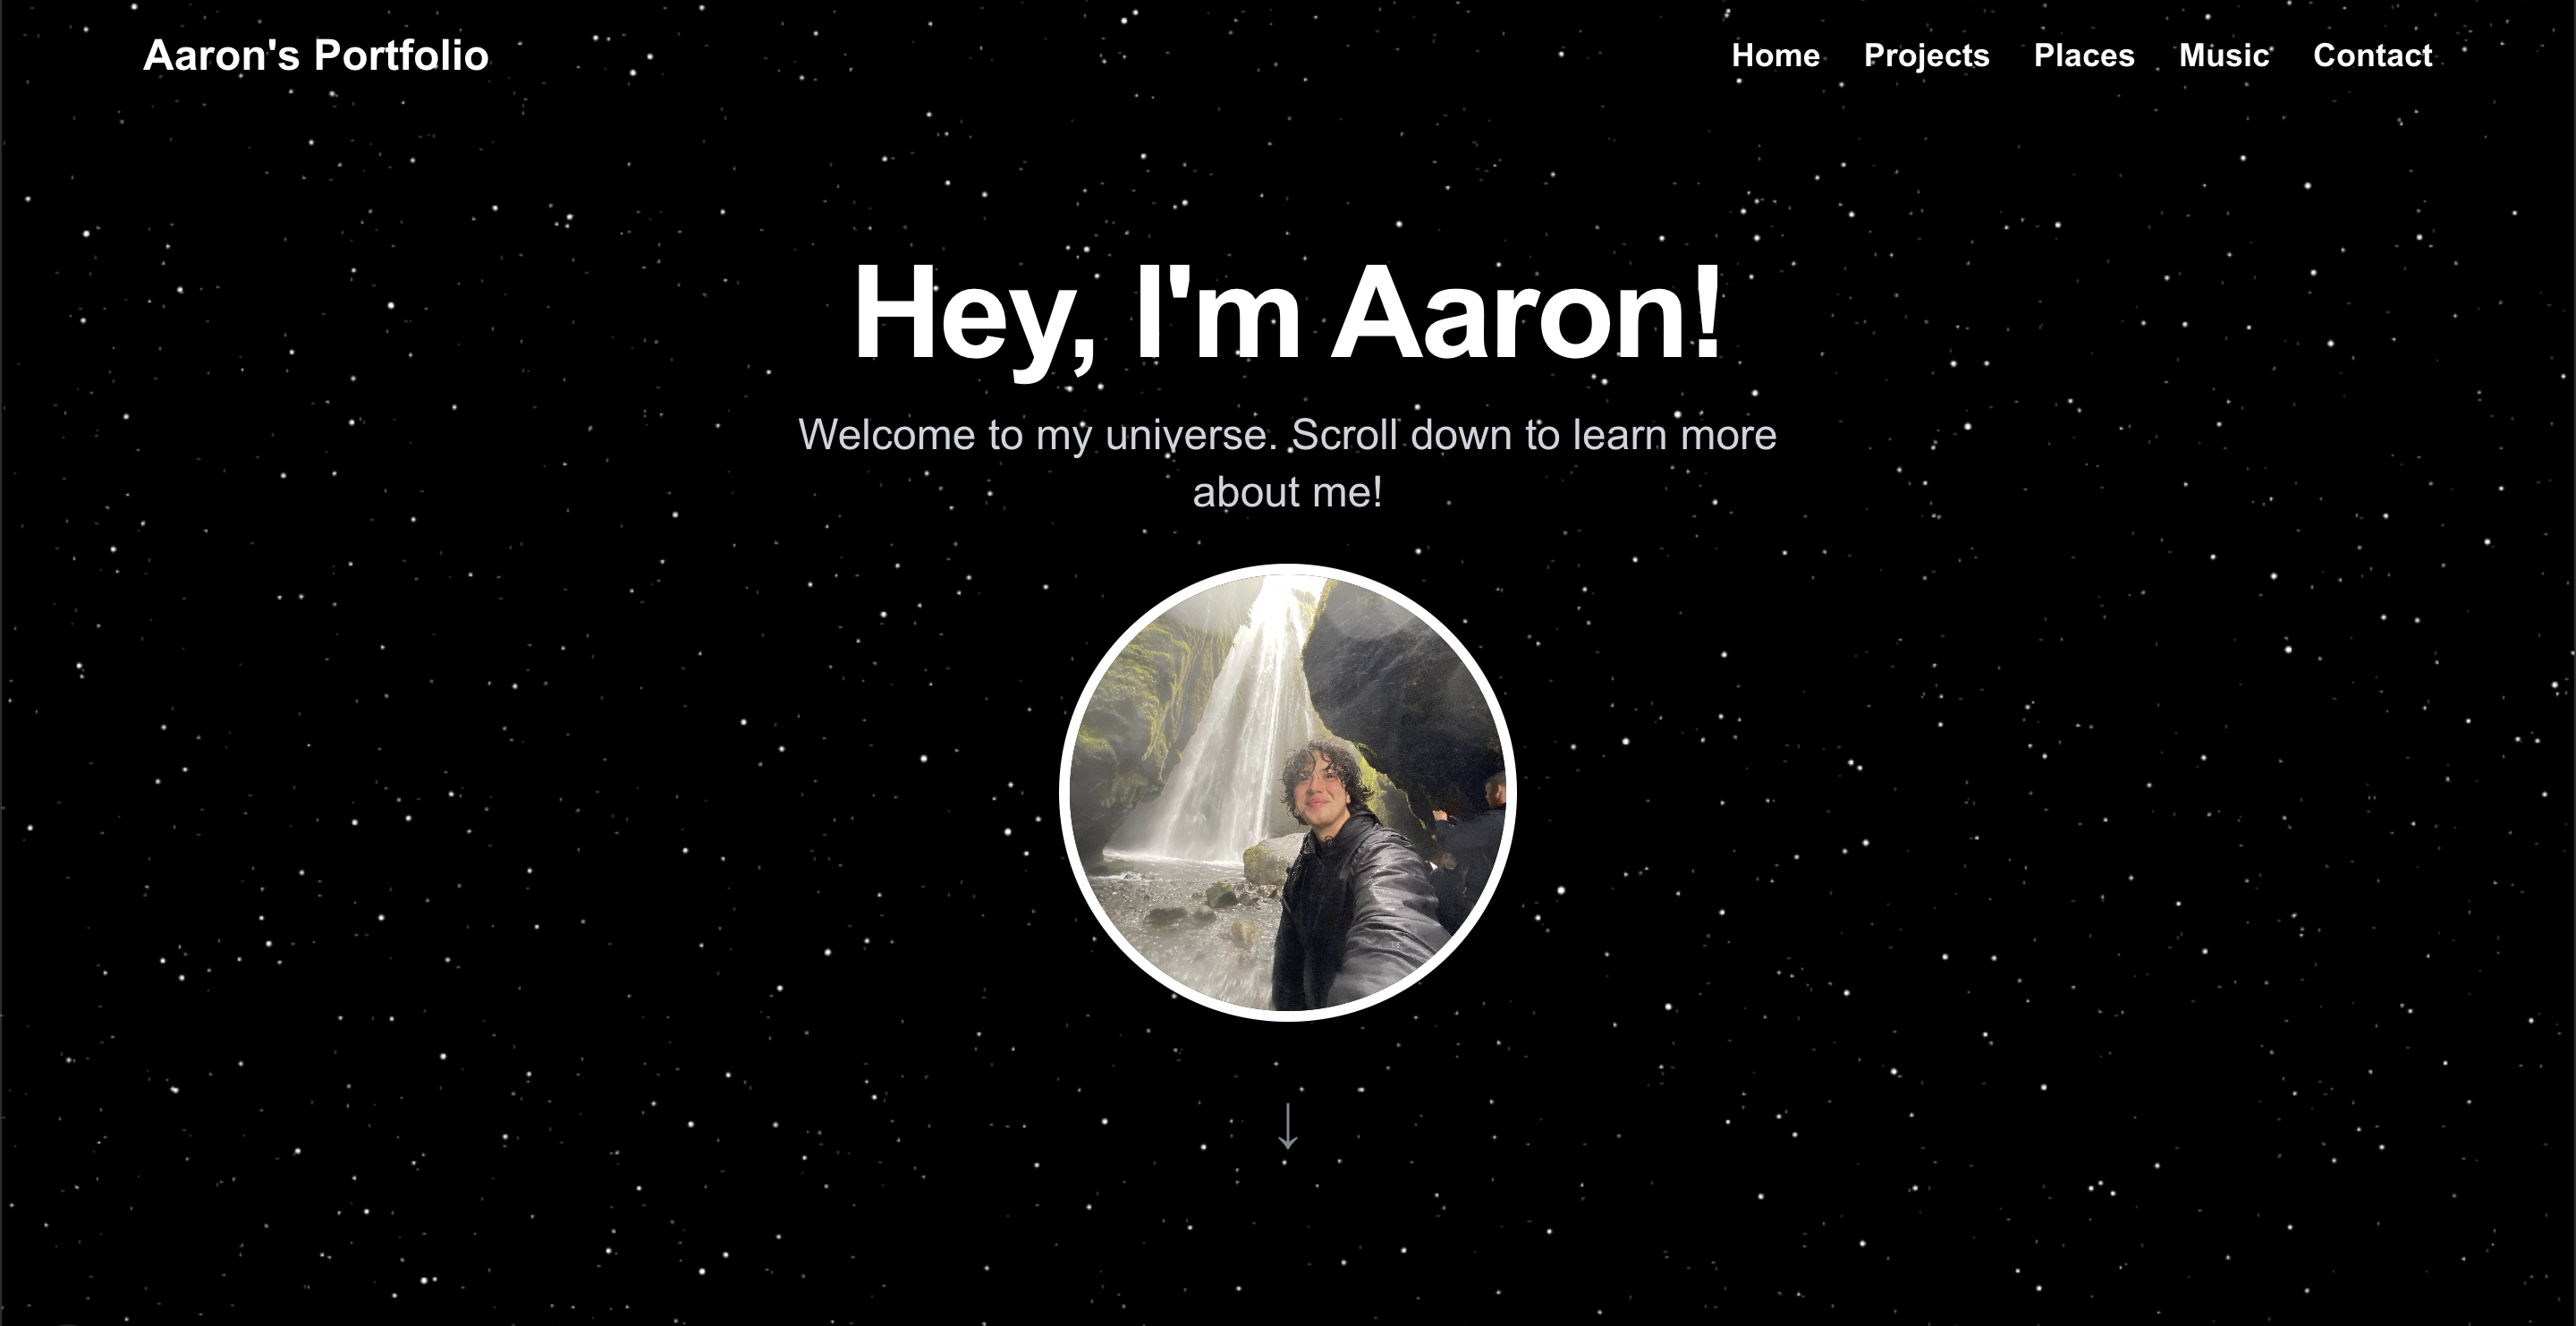 Aaron's Portfolio
Home Projects Places Music Contact
Hey, I'm Aaron!
Welcome to my universe. Scroll down to learn more
about me!